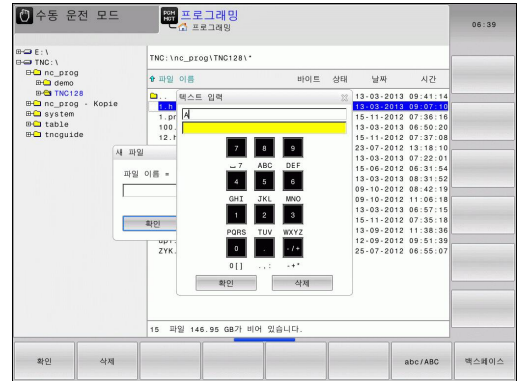 수동 운전 모드
PGM
MGT
프로그래밍
프로그래밍
06:39
E:\
TNC:\
nc_prog
demo
TNC128
nc_prog - Kopie
system
table
tncguide
TNC:\nc_prog\TNC128\*
파일 이름 바이트 상태 날짜 시간
.. 13-03-2013 09:41:14
1.h 13-03-2013 09:07:10
1.pr 15-11-2012 07:36:16
100. 13-03-2013 06:50:20
12.h 15-11-2012 07:37:08
23-07-2012 13:18:10
13-03-2013 07:22:01
15-06-2012 06:31:54
13-03-2012 08:31:52
09-10-2012 08:42:19
09-10-2012 11:06:18
13-03-2013 06:57:15
15-11-2012 07:35:18
13-09-2012 11:38:36
12-09-2012 09:51:39
ZYK. 25-07-2012 06:55:07
새 파일
파일 이름 =
확인
텍스트 입력
A
7 8 9
7 ABC DEF
4 5 6
GHI JKL MNO
1 2 3
PQRS TUV WXYZ
0 . -/+
0[] .,: -+*
확인 삭제
15 파일 146.95 GB가 비어 있습니다.
확인 삭제 abc/ABC 백스페이스